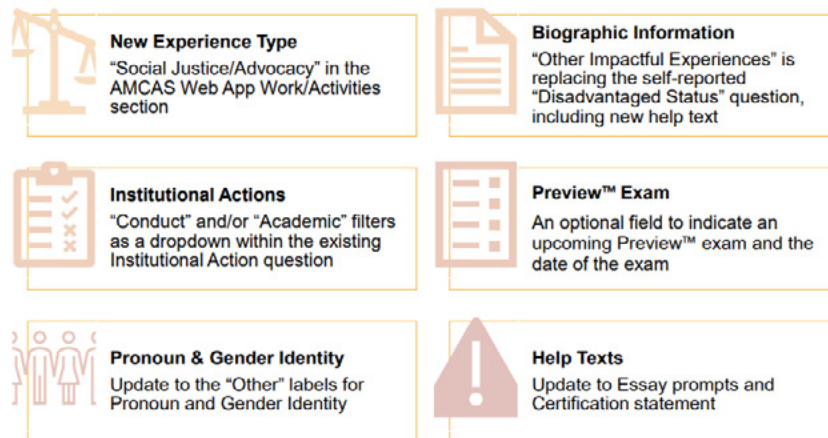 New Experience Type
“Social Justice/Advocacy” in the
AMCAS Web App Work/Activities
section
Biographic Information
“Other Impactful Experiences” is
replacing the self-reported
“Disadvantaged Status” question,
including new help text
Institutional Actions
“Conduct” and/or “Academic” filters
as a dropdown within the existing
Institutional Action question
Preview™ Exam
An optional field to indicate an
upcoming Preview™ exam and the
date of the exam
Pronoun & Gender Identity
Update to the “Other” labels for
Pronoun and Gender Identity
Help Texts
Update to Essay prompts and
Certification statement